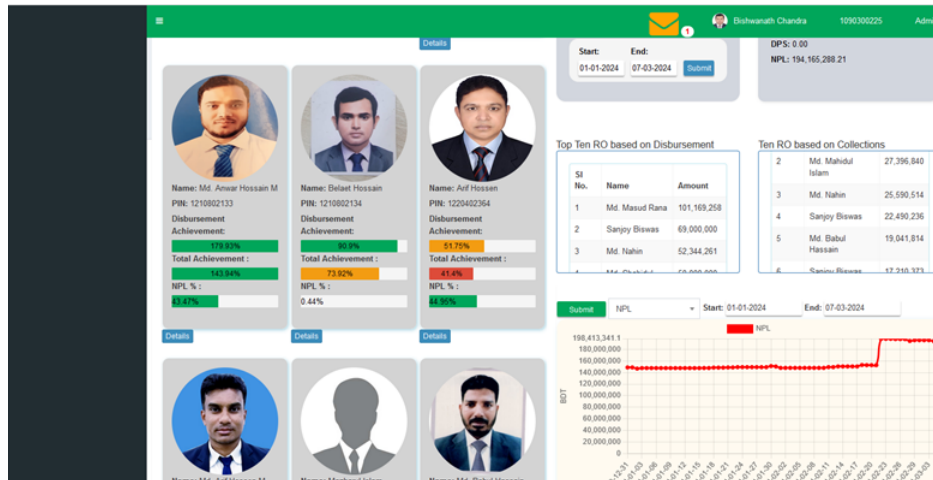 1
Bishwanath Chandra
1090300225
Details
Start:
End:
01-01-2024
07-03-2024
Submit
DPS: 0.00
NPL: 194,165,288.21
Name: Md. Anwar Hossain M
PIN: 1210802133
Disbursement
Achievement:
179.93%
Total Achievement :
143.94%
NPL % :
43.47%
Details
Name: Belaet Hossain
PIN: 1210802134
Disbursement
Achievement:
90.9%
Total Achievement :
73.92%
NPL % :
0.44%
Details
Name: Arif Hossen
PIN: 1220402364
Disbursement
Achievement:
51.75%
Total Achievement :
41.4%
NPL % :
44.95%
Details
Top Ten RO based on Disbursement
Sl
No. Name Amount
1 Md. Masud Rana 101,169,258
2 Sanjoy Biswas 69,000,000
3 Md. Nahin 52,344,261
Ten RO based on Collections
2 Md. Mahidul 27,396,840
Islam
3 Md. Nahin 25,590,514
4 Sanjoy Biswas 22,490,236
5 Md. Babul 19,041,814
Hassain
6 Sanjoy Biswas 17,210,373
Submit
NPL
Start: 01-01-2024
End: 07-03-2024
NPL
198,413,341.1
180,000,000
160,000,000
140,000,000
120,000,000
100,000,000
80,000,000
60,000,000
40,000,000
20,000,000
0
BDT